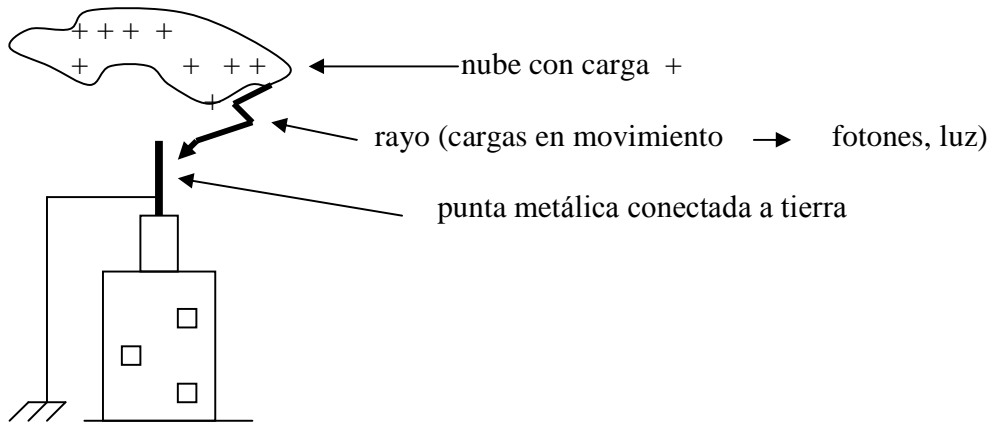 + + + +
+ + + +
+
nube con carga +
rayo (cargas en movimiento → fotones, luz)
punta metálica conectada a tierra